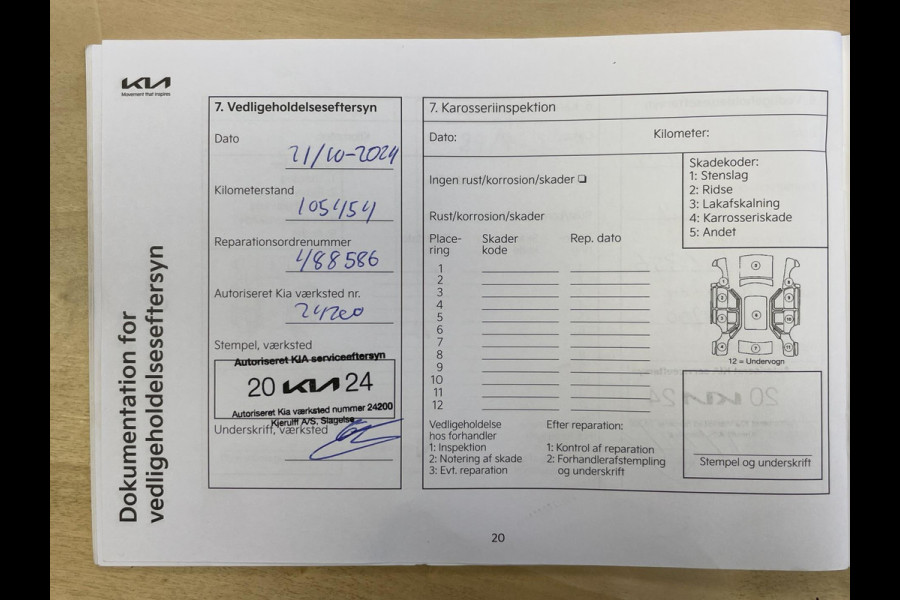 KIA
Movement that inspires
Dokumentation for
vedligeholdelseseftersyn
7. Vedligeholdelseseftersyn
Dato
21/10-2024
Kilometerstand
105454
Reparationsordrenummer
488586
Autoriseret Kia værksted nr.
24200
Stempel, værksted
Autoriseret KIA serviceeftersyn
20 KIA 24
Autoriseret Kia værksted nummer 24200
Kjerulff A/S, Slagelse
Underskrift, værksted
7. Karosseriinspektion
Dato: Kilometer:
Ingen rust/korrosion/skader
Rust/korrosion/skader
Place-
ring
Skader
kode
Rep. dato
1
2
3
4
5
6
7
8
9
10
11
12
Skadekoder:
1: Stenslag
2: Ridse
3: Lakafskalning
4: Karrosseriskade
5: Andet
12 = Undervogn
Vedligeholdelse
hos forhandler
1: Inspektion
2: Notering af skade
3: Evt. reparation
Efter reparation:
1: Kontrol af reparation
2: Forhandlerafstempling
og underskrift
Stempel og underskrift
20